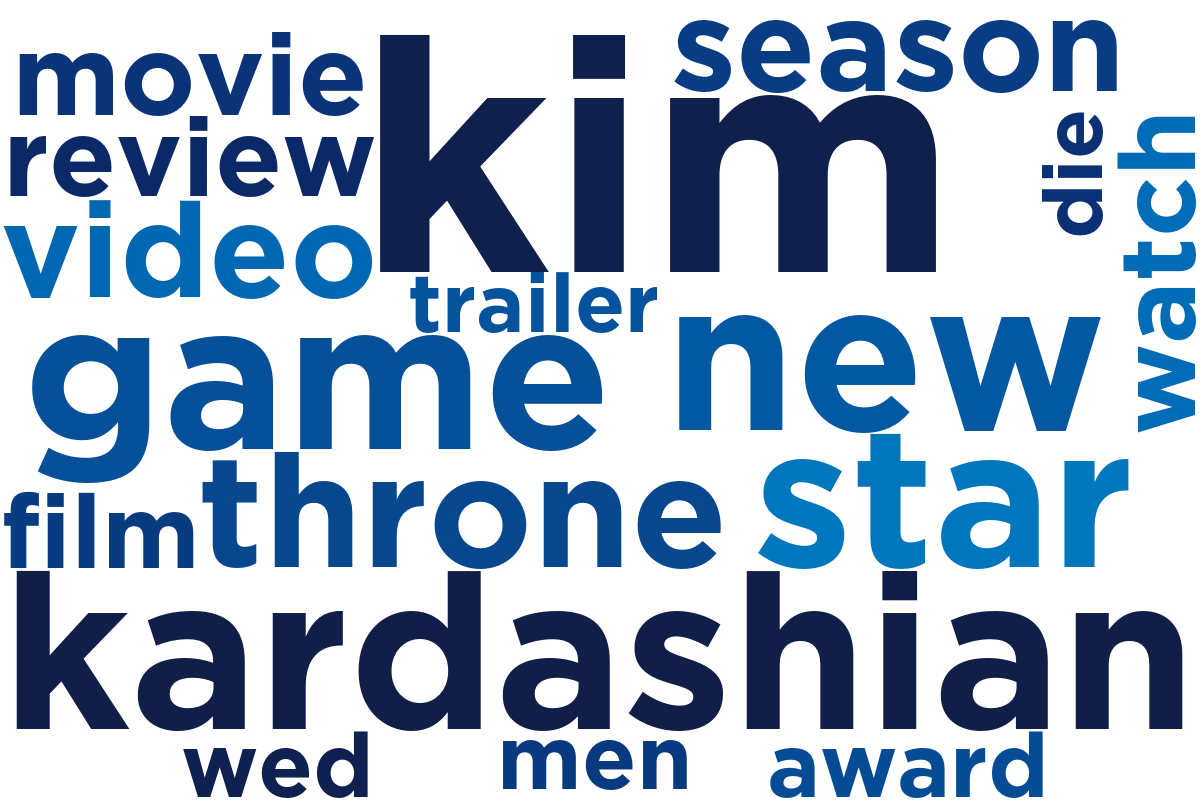 movie
season
kim
die
watch
review
video
trailer
new
game
star
throne
film
kardashian
wed
men
award